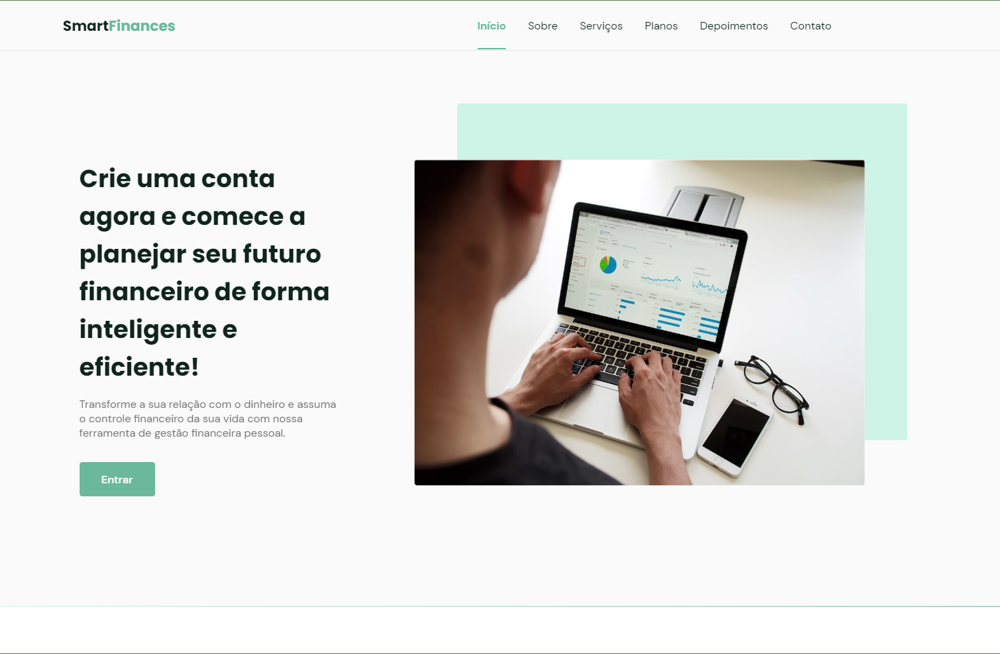 SmartFinances
Início
Sobre
Serviços
Planos
Depoimentos
Contato
Crie uma conta
agora e comece a
planejar seu futuro
financeiro de forma
inteligente e
eficiente!
Transforme a sua relação com o dinheiro e assuma
o controle financeiro da sua vida com nossa
ferramenta de gestão financeira pessoal.
Entrar